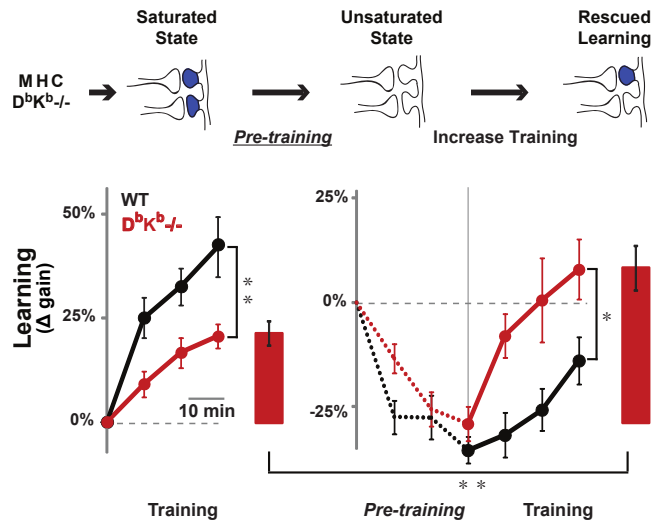 Saturated
State
Unsaturated
State
Rescued
Learning
MHC
DᵇKᵇ-/-
Pre-training
Increase Training
Learning
(Δ gain)
50%
25%
0%
WT
DᵇKᵇ-/-
**
10 min
Training
25%
0%
-25%
*
**
Pre-training
Training